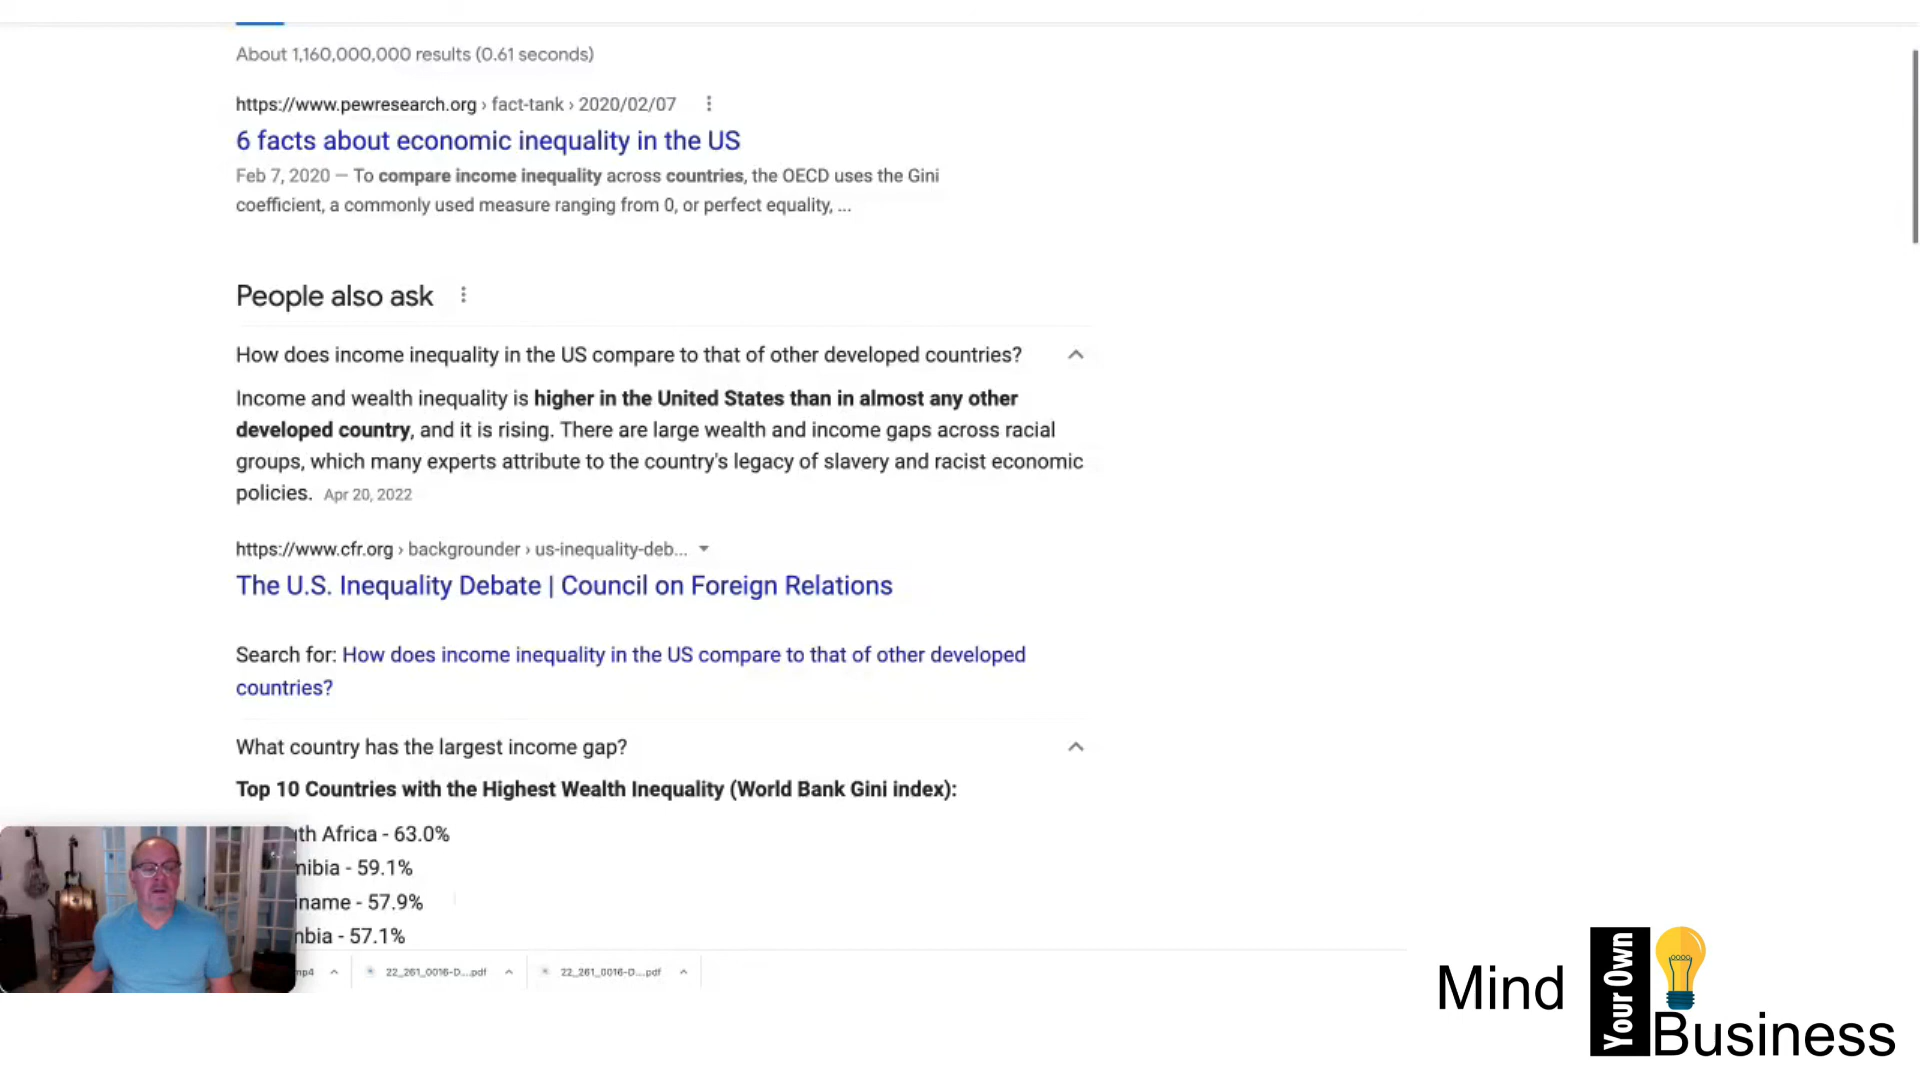 About 1,160,000,000 results (0.61 seconds)
https://www.pewresearch.org › fact-tank › 2020/02/07
6 facts about economic inequality in the US
Feb 7, 2020 — To compare income inequality across countries, the OECD uses the Gini
coefficient, a commonly used measure ranging from 0, or perfect equality, ...
People also ask
How does income inequality in the US compare to that of other developed countries?
Income and wealth inequality is higher in the United States than in almost any other
developed country, and it is rising. There are large wealth and income gaps across racial
groups, which many experts attribute to the country's legacy of slavery and racist economic
policies. Apr 20, 2022
https://www.cfr.org › backgrounder › us-inequality-deb...
The U.S. Inequality Debate | Council on Foreign Relations
Search for: How does income inequality in the US compare to that of other developed
countries?
What country has the largest income gap?
Top 10 Countries with the Highest Wealth Inequality (World Bank Gini index):
th Africa - 63.0%
nibia - 59.1%
iname - 57.9%
nbia - 57.1%
mp4 22_261_0016-D....pdf 22_261_0016-D....pdf
Mind Your Own Business